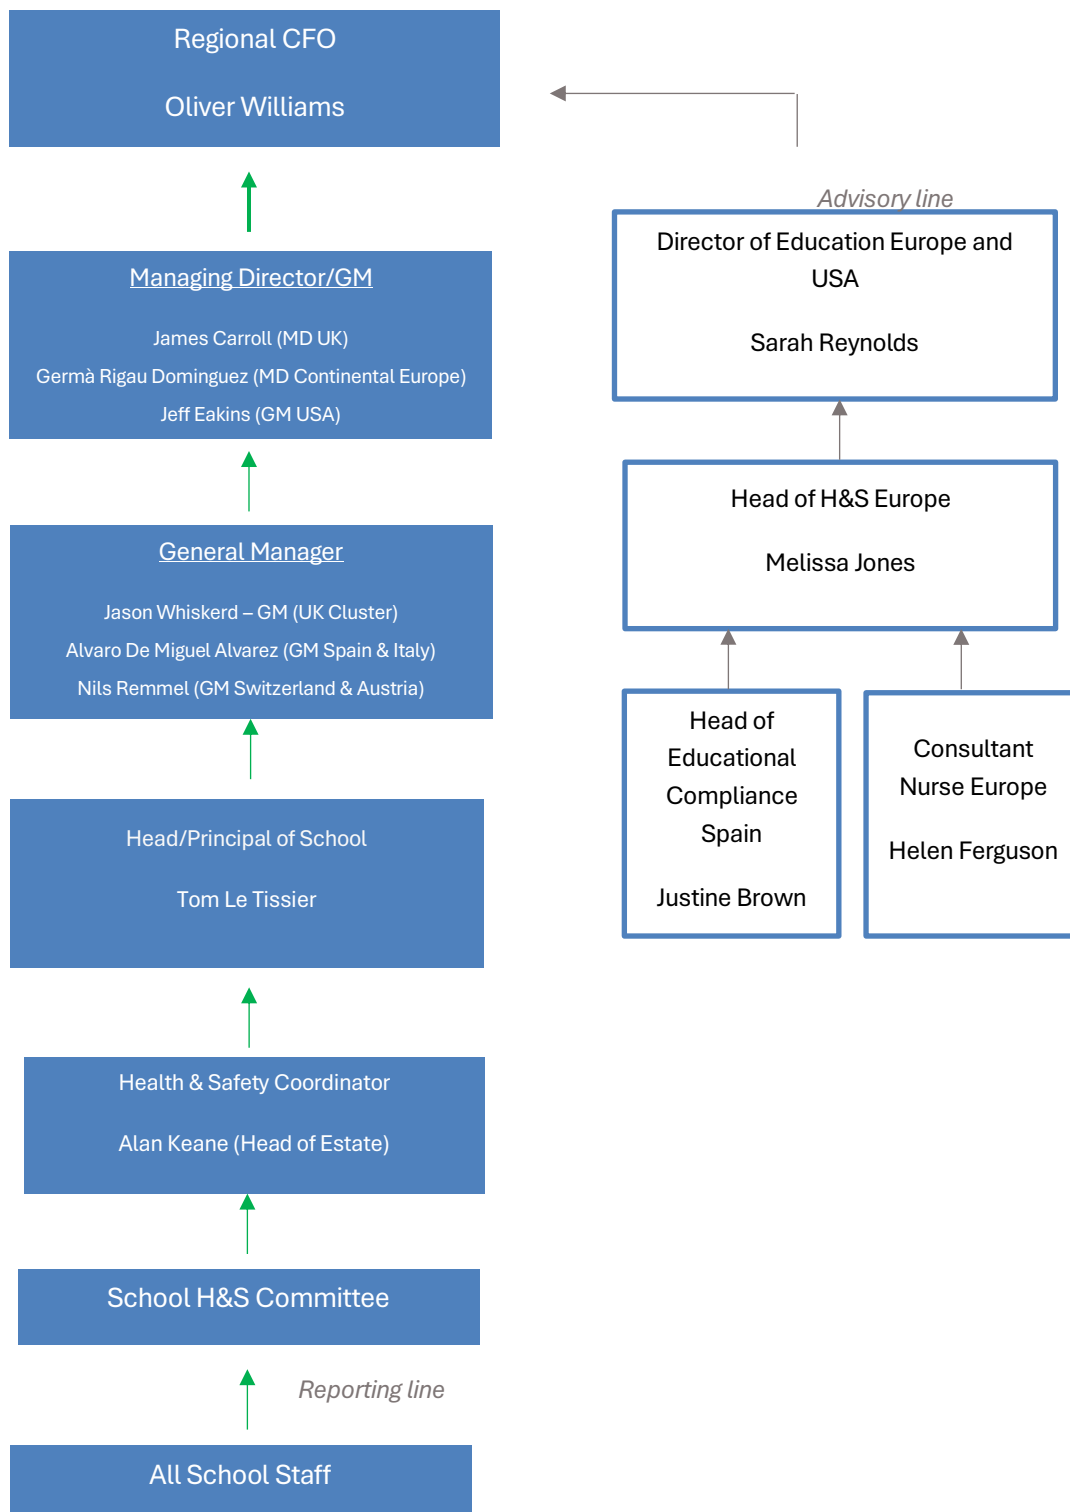 Regional CFO
Oliver Williams
Advisory line
Director of Education Europe and
USA
Sarah Reynolds
Managing Director/GM
James Carroll (MD UK)
Germà Rigau Dominguez (MD Continental Europe)
Jeff Eakins (GM USA)
Head of H&S Europe
Melissa Jones
General Manager
Jason Whiskerd – GM (UK Cluster)
Alvaro De Miguel Alvarez (GM Spain & Italy)
Nils Remmel (GM Switzerland & Austria)
Head of
Educational
Compliance
Spain
Justine Brown
Consultant
Nurse Europe
Helen Ferguson
Head/Principal of School
Tom Le Tissier
Health & Safety Coordinator
Alan Keane (Head of Estate)
School H&S Committee
Reporting line
All School Staff